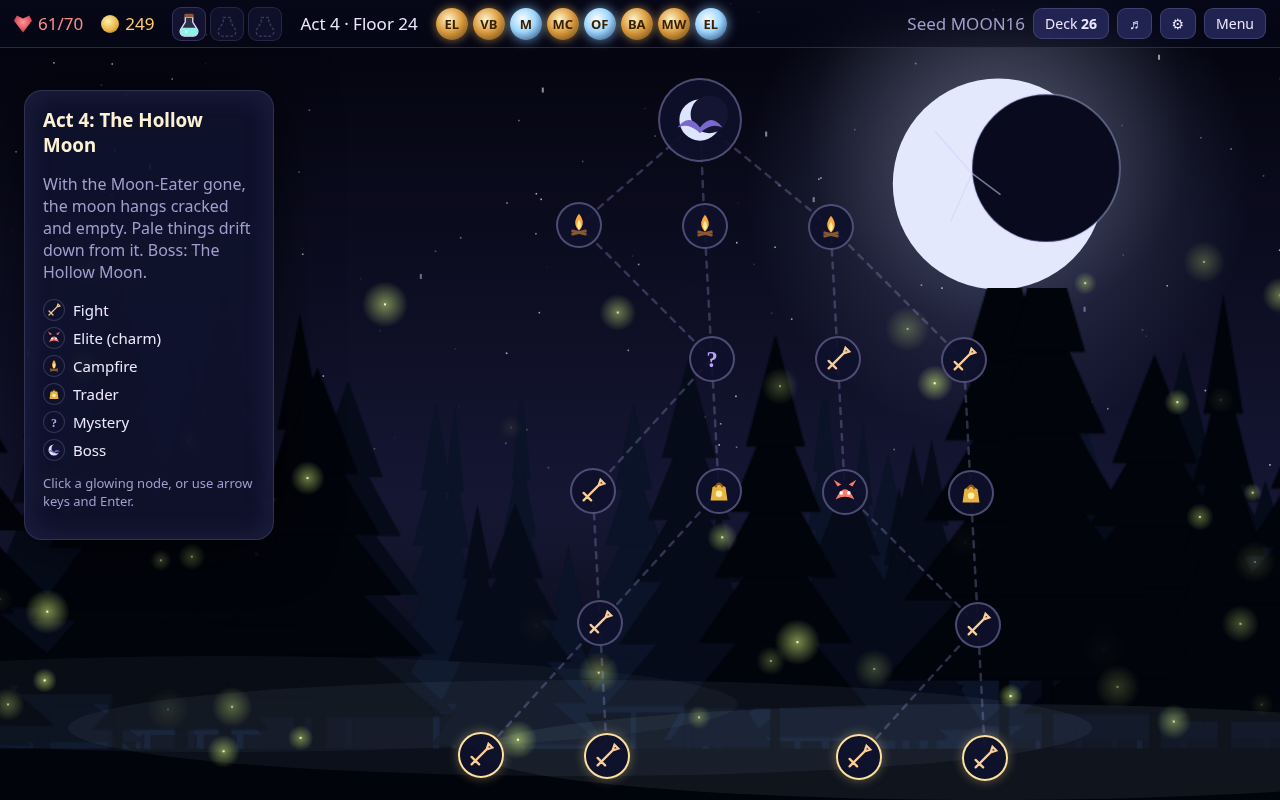 61/70 249 Act 4 · Floor 24 EL VB M MC OF BA MW EL Seed MOON16 Deck 26 ♬ ⚙ Menu
Act 4: The Hollow
Moon
With the Moon-Eater gone,
the moon hangs cracked
and empty. Pale things drift
down from it. Boss: The
Hollow Moon.
Fight
Elite (charm)
Campfire
Trader
? Mystery
Boss
Click a glowing node, or use arrow
keys and Enter.
?